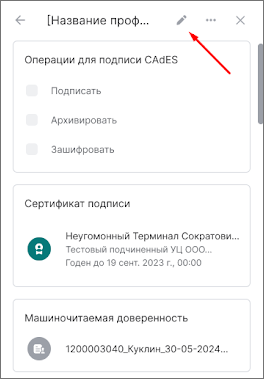 [Название проф...
Операции для подписи CAdES
Подписать
Архивировать
Зашифровать
Сертификат подписи
Неугомонный Терминал Сократови...
Тестовый подчиненный УЦ ООО...
Годен до 19 сент. 2023 г., 00:00
Машиночитаемая доверенность
1200003040_Куклин_30-05-2024...